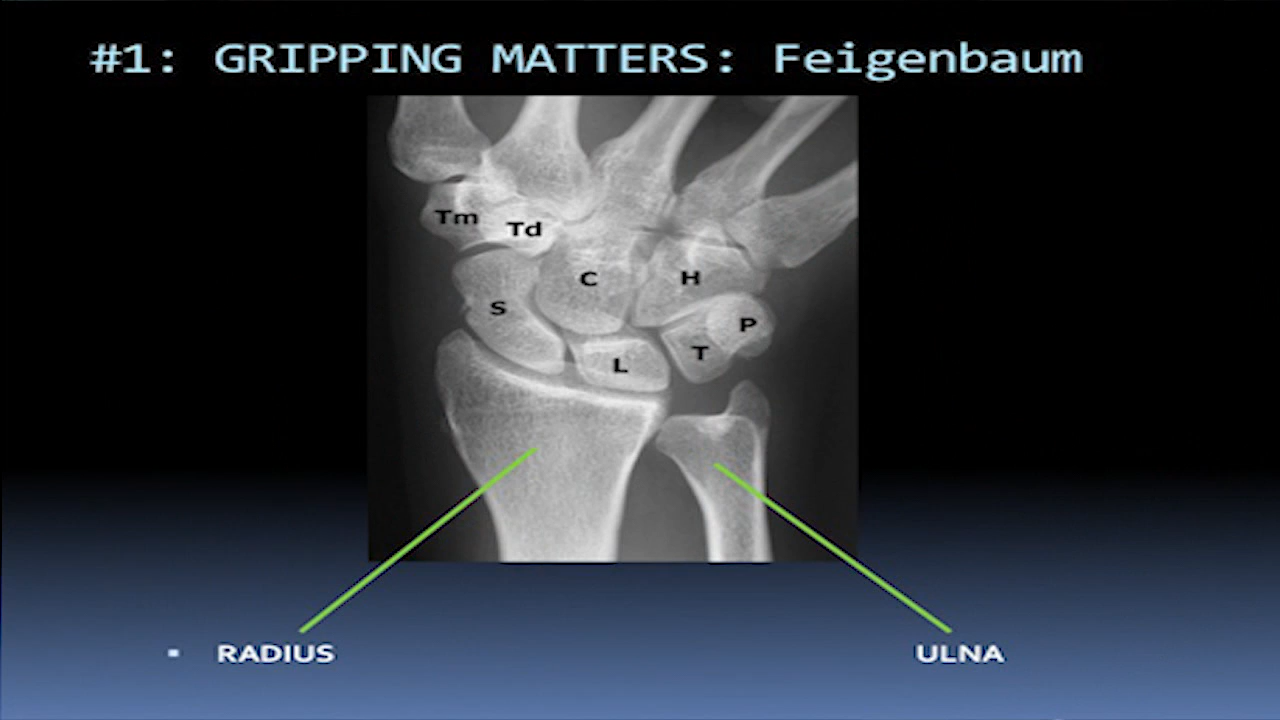 #1: GRIPPING MATTERS: Feigenbaum
Tm
Td
C
H
S
P
T
L
▪ RADIUS
ULNA